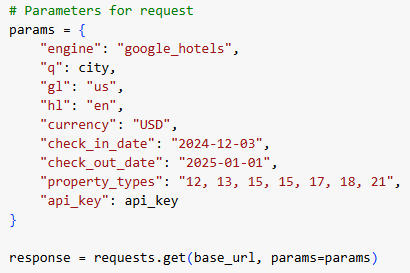 # Parameters for request
params = {
    "engine": "google_hotels",
    "q": city,
    "gl": "us",
    "hl": "en",
    "currency": "USD",
    "check_in_date": "2024-12-03",
    "check_out_date": "2025-01-01",
    "property_types": "12, 13, 15, 15, 17, 18, 21",
    "api_key": api_key
}
response = requests.get(base_url, params=params)